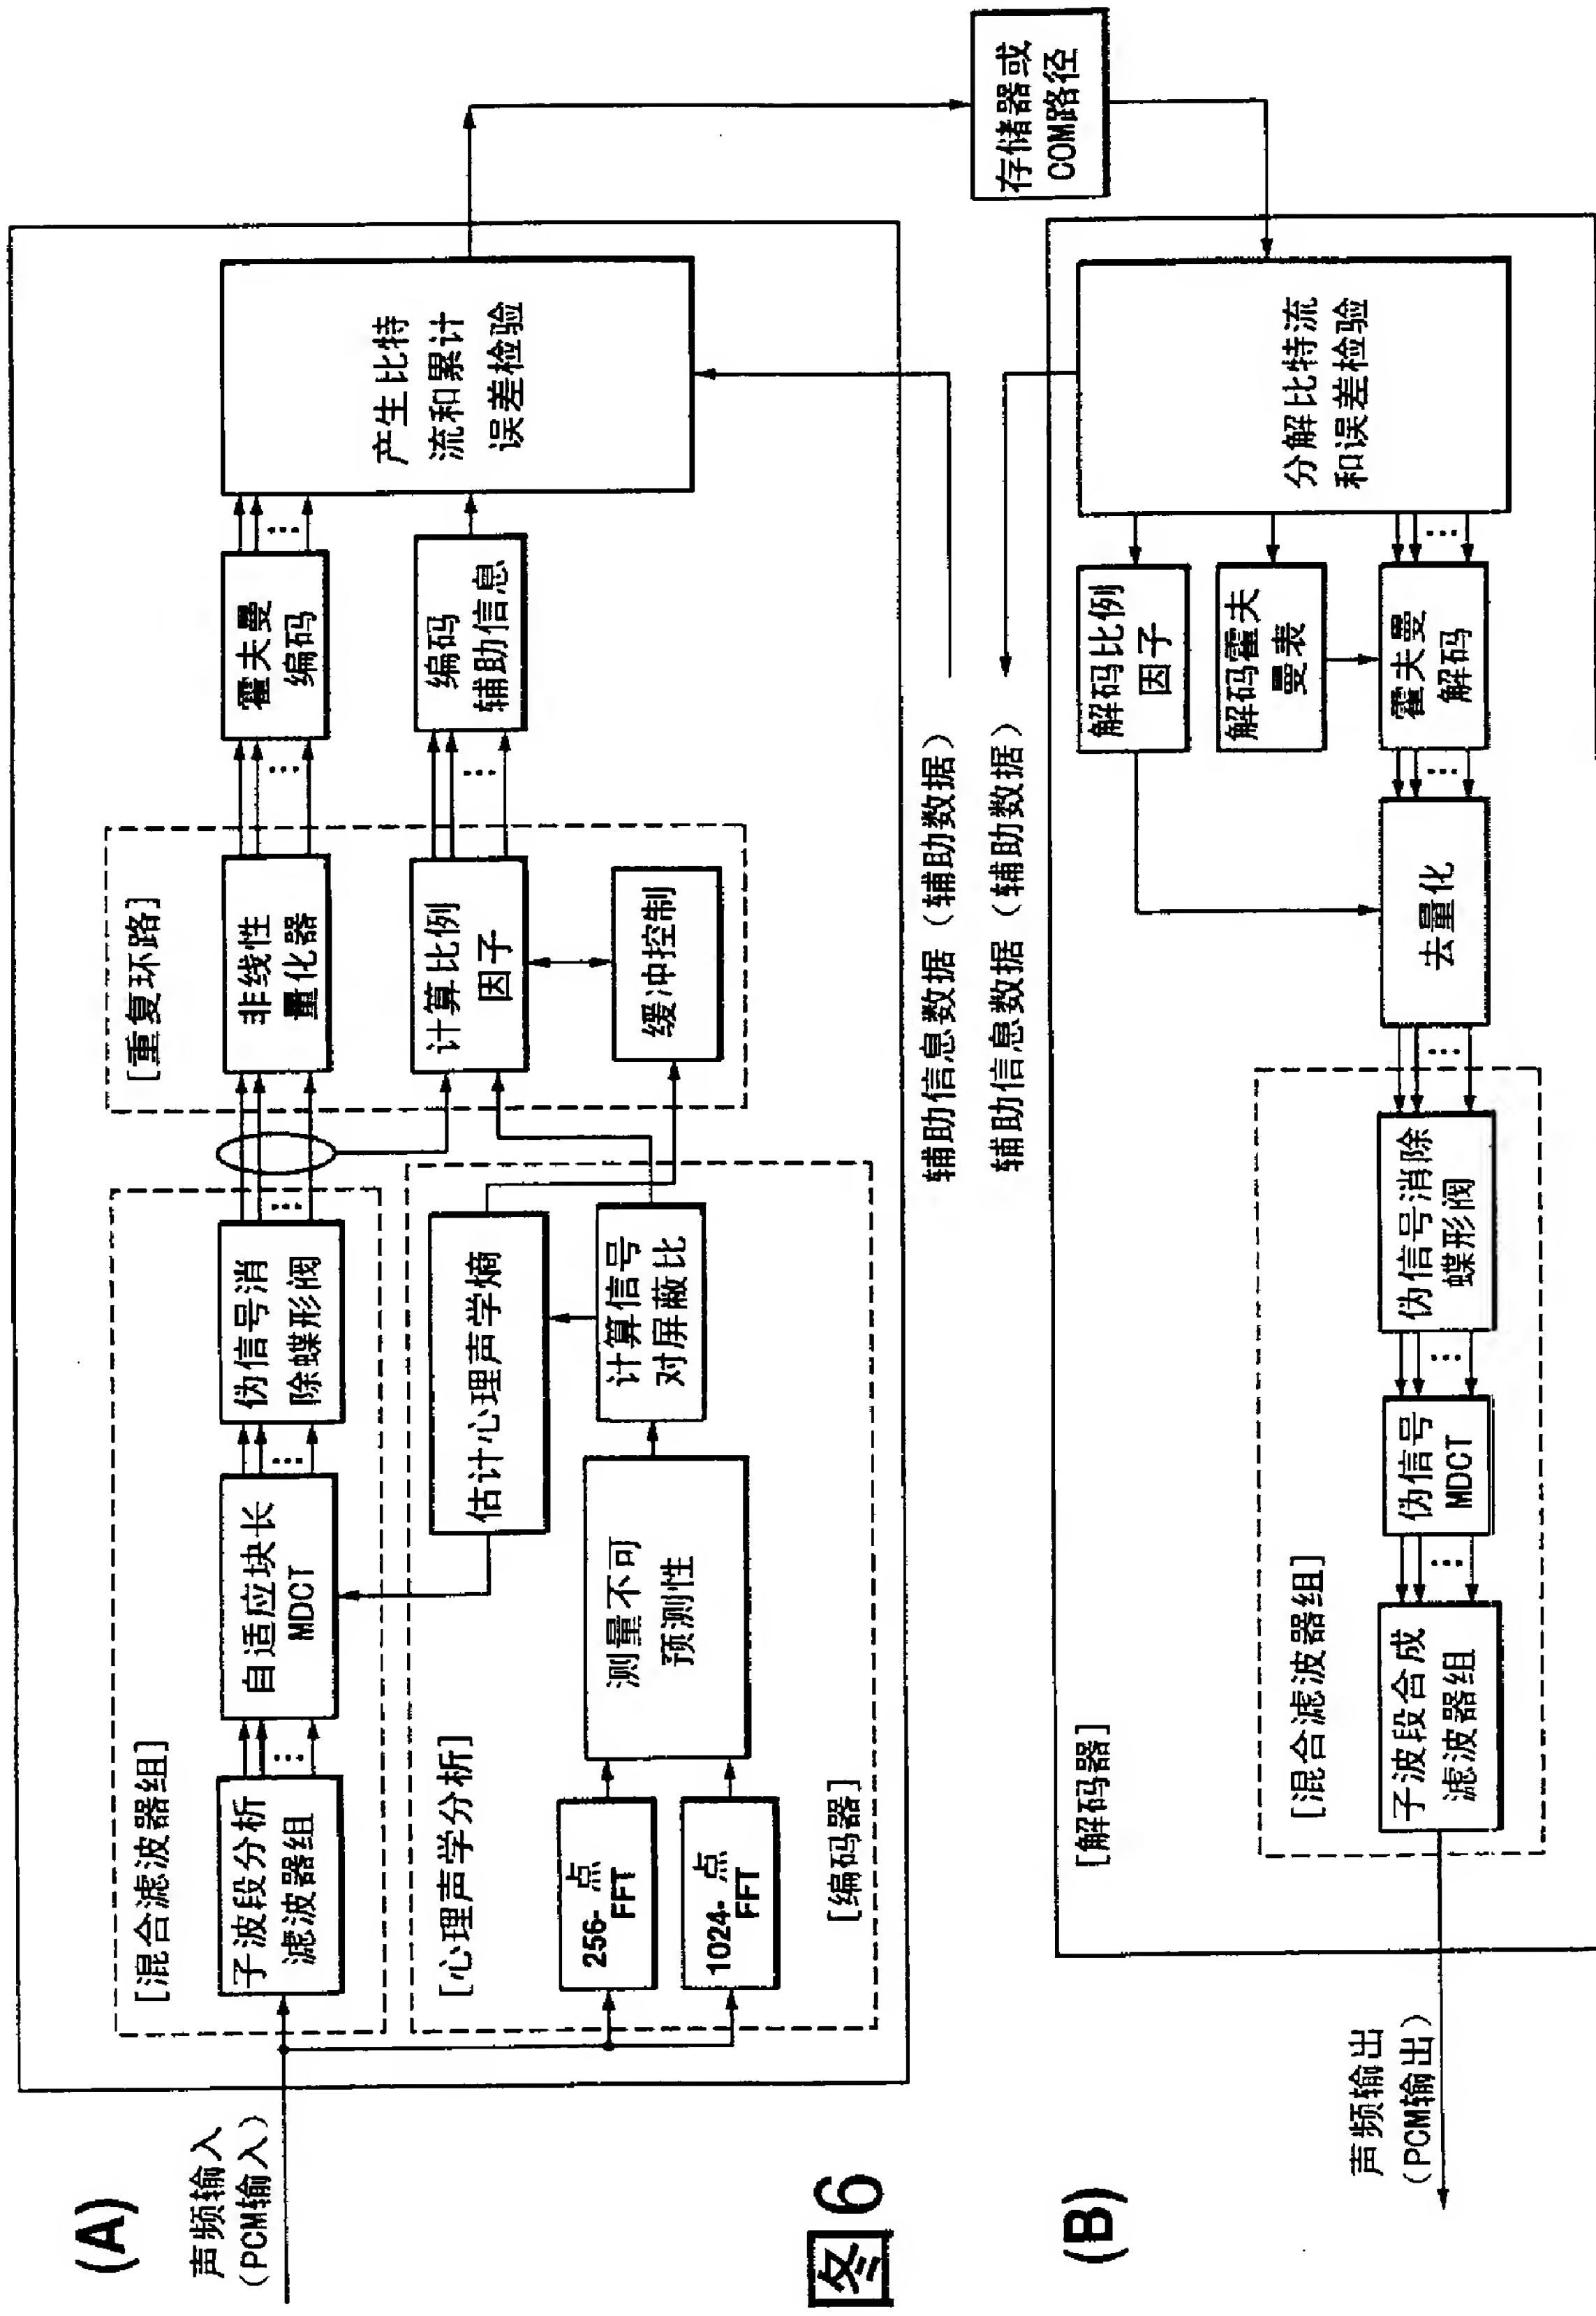 (A)
声频输入
(PCM输入)
[混合滤波器组]
子波段分析
滤波器组
自适应块长
MDCT
伪信号消
除蝶形阀
[重复环路]
非线性
量化器
霍夫曼
编码
产生比特
流和累计
误差检验
[心理声学分析]
估计心理声学熵
256-点
FFT
1024-点
FFT
测量不可
预测性
计算信号
对屏蔽比
计算比例
因子
缓冲控制
编码
辅助信息
[编码器]
辅助信息数据(辅助数据)
辅助信息数据(辅助数据)
存储器或
COM路径
图6
(B)
[解码器]
分解比特流
和误差检验
解码比例
因子
解码霍夫
曼表
霍夫曼
解码
去量化
[混合滤波器组]
伪信号消除
蝶形阀
伪信号
MDCT
子波段合成
滤波器组
声频输出
(PCM输出)